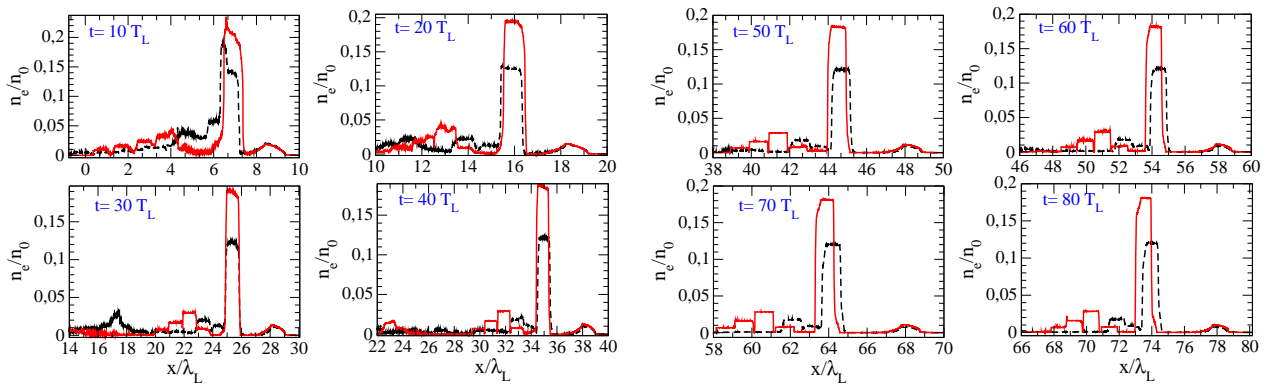 t= 10 T_L
n_e/n_0
0,2
0,15
0,1
0,05
0
0 2 4 6 8 10
t= 20 T_L
n_e/n_0
0,2
0,15
0,1
0,05
0
10 12 14 16 18 20
t= 50 T_L
n_e/n_0
0,2
0,15
0,1
0,05
0
38 40 42 44 46 48 50
t= 60 T_L
n_e/n_0
0,2
0,15
0,1
0,05
0
46 48 50 52 54 56 58 60
t= 30 T_L
n_e/n_0
0,15
0,1
0,05
0
14 16 18 20 22 24 26 28 30
x/λ_L
t= 40 T_L
n_e/n_0
0,15
0,1
0,05
0
22 24 26 28 30 32 34 36 38 40
x/λ_L
t= 70 T_L
n_e/n_0
0,2
0,15
0,1
0,05
0
58 60 62 64 66 68 70
x/λ_L
t= 80 T_L
n_e/n_0
0,2
0,15
0,1
0,05
0
66 68 70 72 74 76 78 80
x/λ_L